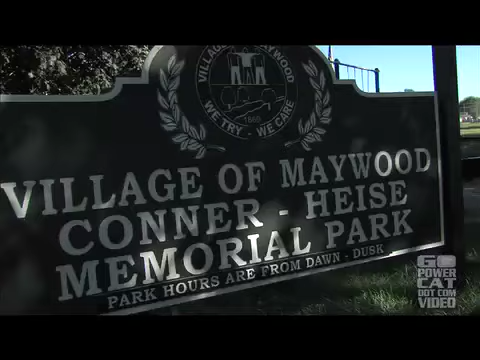 VILLAGE OF MAYWOOD
1869
WE TRY - WE CARE
VILLAGE OF MAYWOOD
CONNER - HEISE
MEMORIAL PARK
PARK HOURS ARE FROM DAWN - DUSK
GO
POWER
CAT
DOT COM
VIDEO